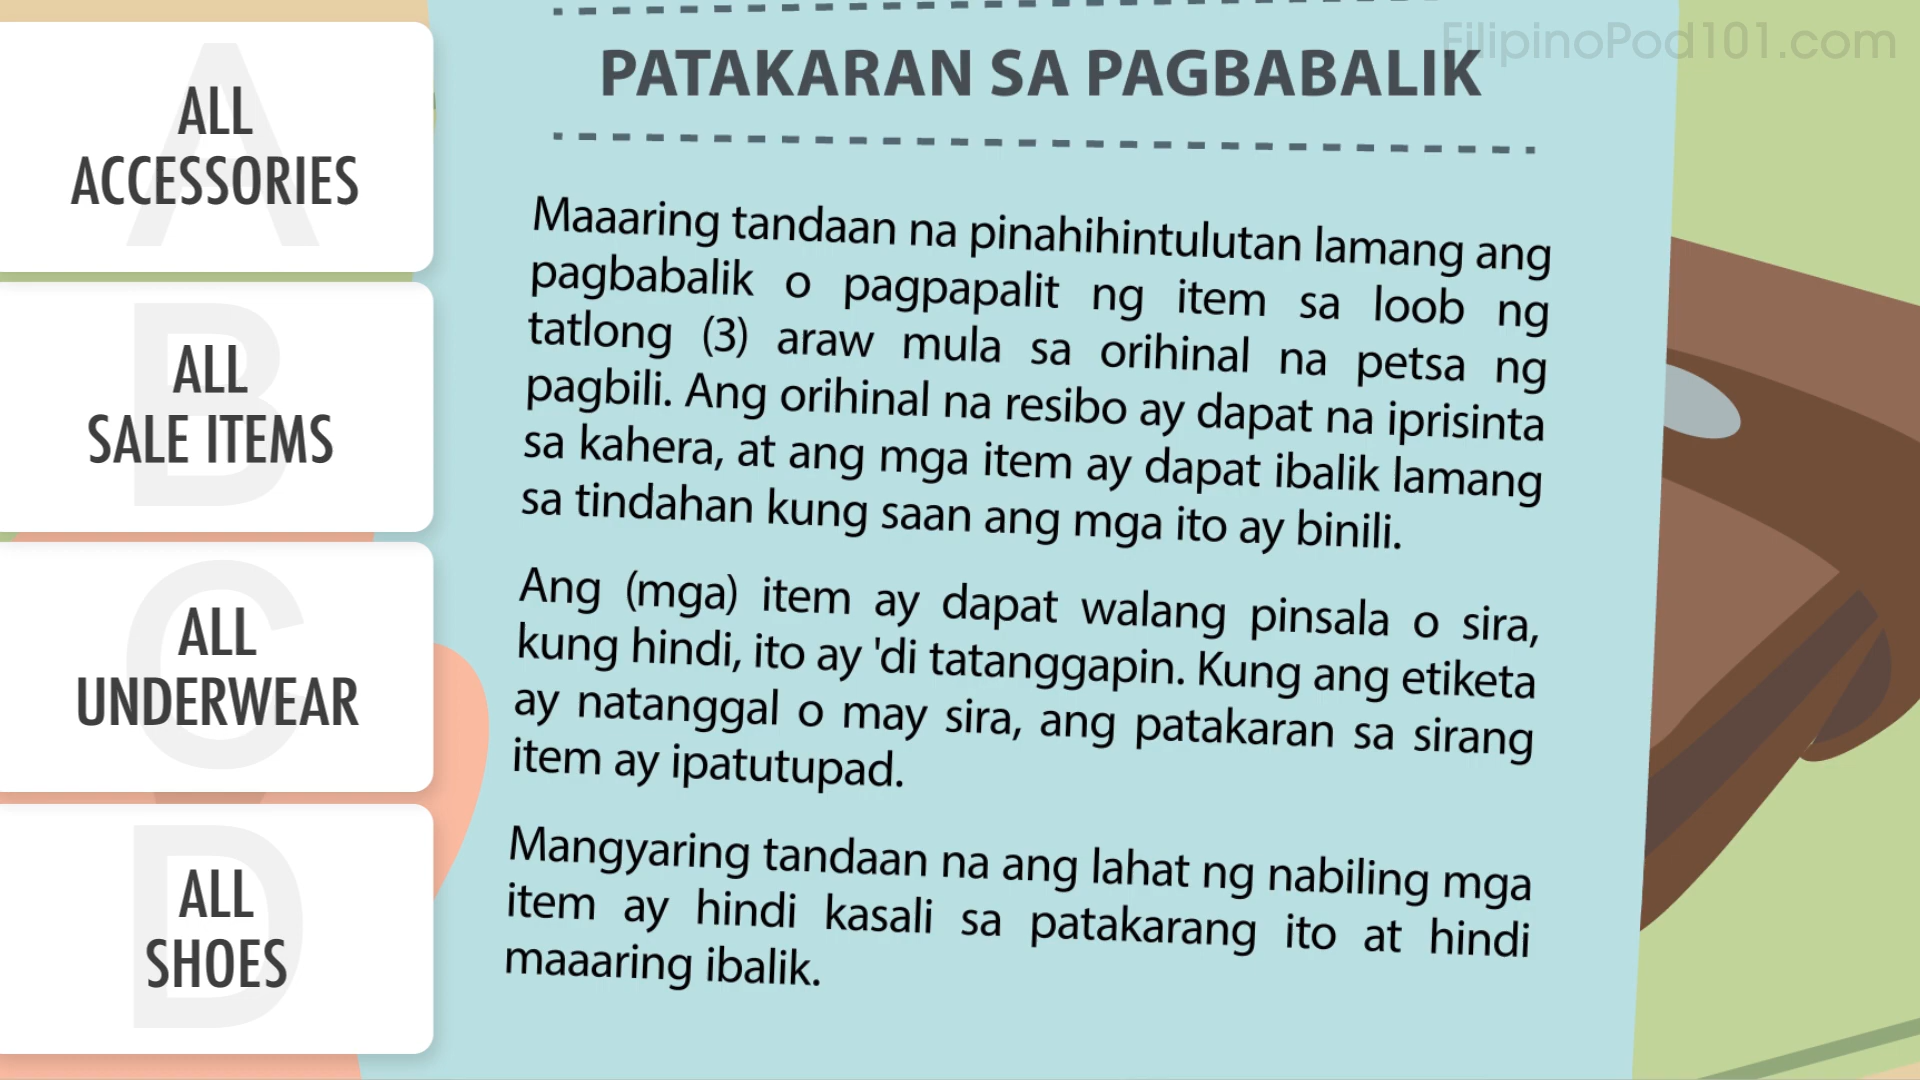 FilipinoPod101.com
ALL
ACCESSORIES
ALL
SALE ITEMS
ALL
UNDERWEAR
ALL
SHOES
PATAKARAN SA PAGBABALIK
Maaaring tandaan na pinahihintulutan lamang ang
pagbabalik o pagpapalit ng item sa loob ng
tatlong (3) araw mula sa orihinal na petsa ng
pagbili. Ang orihinal na resibo ay dapat na iprisinta
sa kahera, at ang mga item ay dapat ibalik lamang
sa tindahan kung saan ang mga ito ay binili.
Ang (mga) item ay dapat walang pinsala o sira,
kung hindi, ito ay 'di tatanggapin. Kung ang etiketa
ay natanggal o may sira, ang patakaran sa sirang
item ay ipatutupad.
Mangyaring tandaan na ang lahat ng nabiling mga
item ay hindi kasali sa patakarang ito at hindi
maaaring ibalik.
A
B
C
D